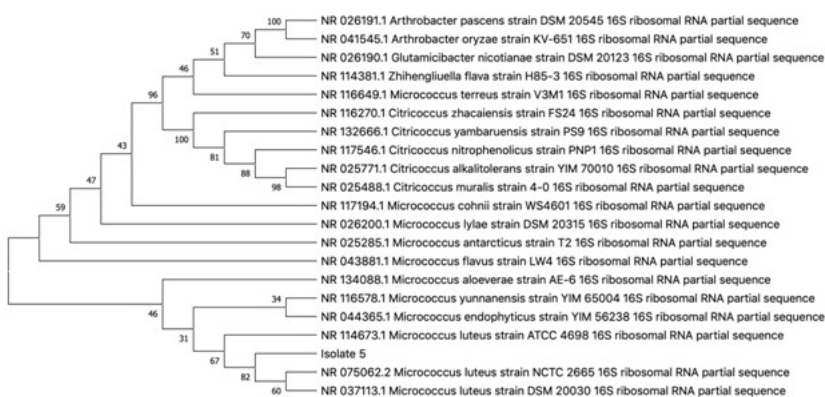 100
NR 026191.1 Arthrobacter pascens strain DSM 20545 16S ribosomal RNA partial sequence
70
NR 041545.1 Arthrobacter oryzae strain KV-651 16S ribosomal RNA partial sequence
51
NR 026190.1 Glutamicibacter nicotianae strain DSM 20123 16S ribosomal RNA partial sequence
46
NR 114381.1 Zhihengliuella flava strain H85-3 16S ribosomal RNA partial sequence
96
NR 116649.1 Micrococcus terreus strain V3M1 16S ribosomal RNA partial sequence
NR 116270.1 Citricoccus zhacaiensis strain FS24 16S ribosomal RNA partial sequence
100
NR 132666.1 Citricoccus yambaruensis strain PS9 16S ribosomal RNA partial sequence
43
81
NR 117546.1 Citricoccus nitrophenolicus strain PNP1 16S ribosomal RNA partial sequence
88
NR 025771.1 Citricoccus alkalitolerans strain YIM 70010 16S ribosomal RNA partial sequence
47
98
NR 025488.1 Citricoccus muralis strain 4-0 16S ribosomal RNA partial sequence
NR 117194.1 Micrococcus cohnii strain WS4601 16S ribosomal RNA partial sequence
59
NR 026200.1 Micrococcus lylae strain DSM 20315 16S ribosomal RNA partial sequence
NR 025285.1 Micrococcus antarcticus strain T2 16S ribosomal RNA partial sequence
NR 043881.1 Micrococcus flavus strain LW4 16S ribosomal RNA partial sequence
NR 134088.1 Micrococcus aloeverae strain AE-6 16S ribosomal RNA partial sequence
34
NR 116578.1 Micrococcus yunnanensis strain YIM 65004 16S ribosomal RNA partial sequence
46
NR 044365.1 Micrococcus endophyticus strain YIM 56238 16S ribosomal RNA partial sequence
31
NR 114673.1 Micrococcus luteus strain ATCC 4698 16S ribosomal RNA partial sequence
67
Isolate 5
82
NR 075062.2 Micrococcus luteus strain NCTC 2665 16S ribosomal RNA partial sequence
60
NR 037113.1 Micrococcus luteus strain DSM 20030 16S ribosomal RNA partial sequence